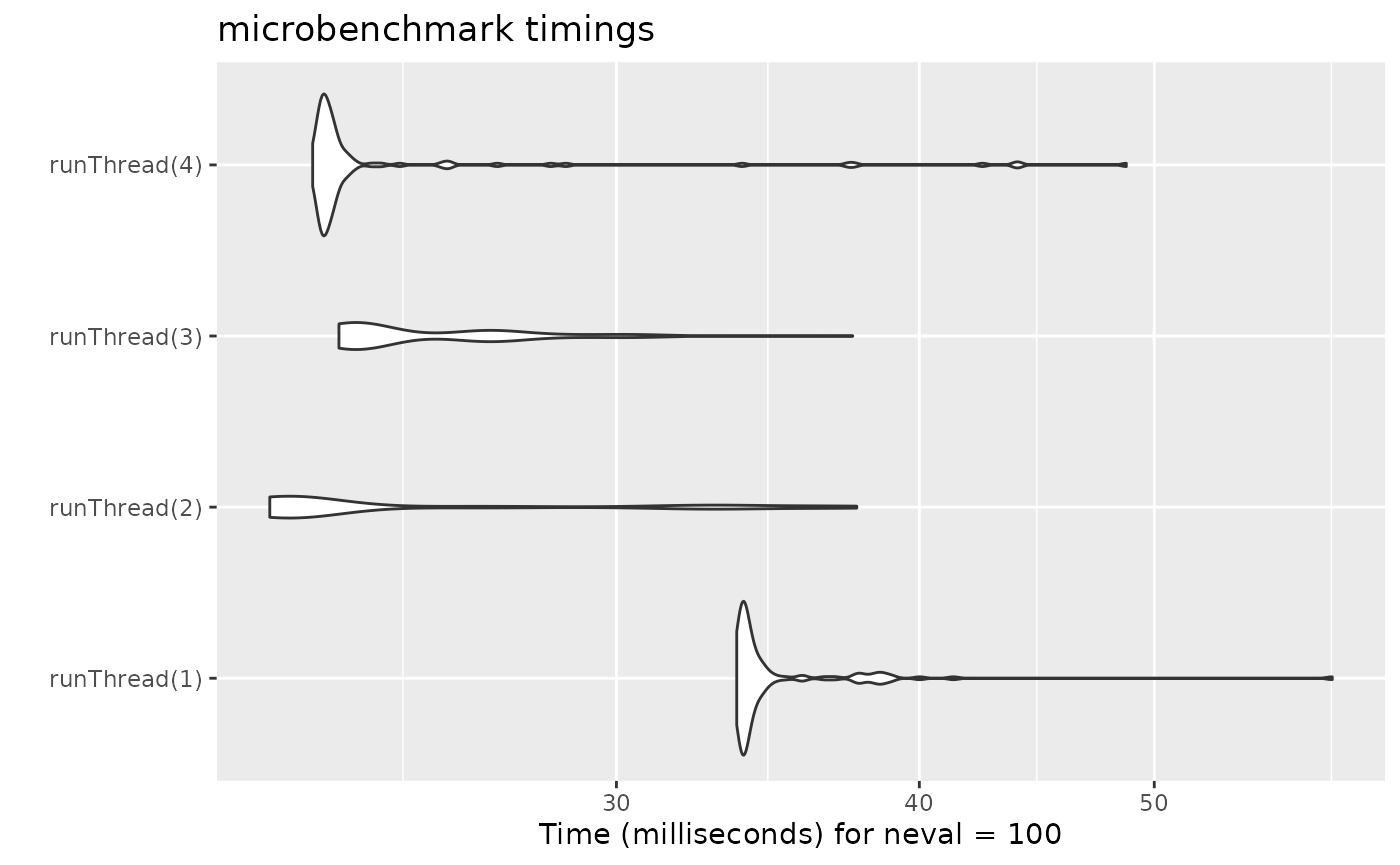 microbenchmark timings
runThread(4)
runThread(3)
runThread(2)
runThread(1)
30 40 50
Time (milliseconds) for neval = 100